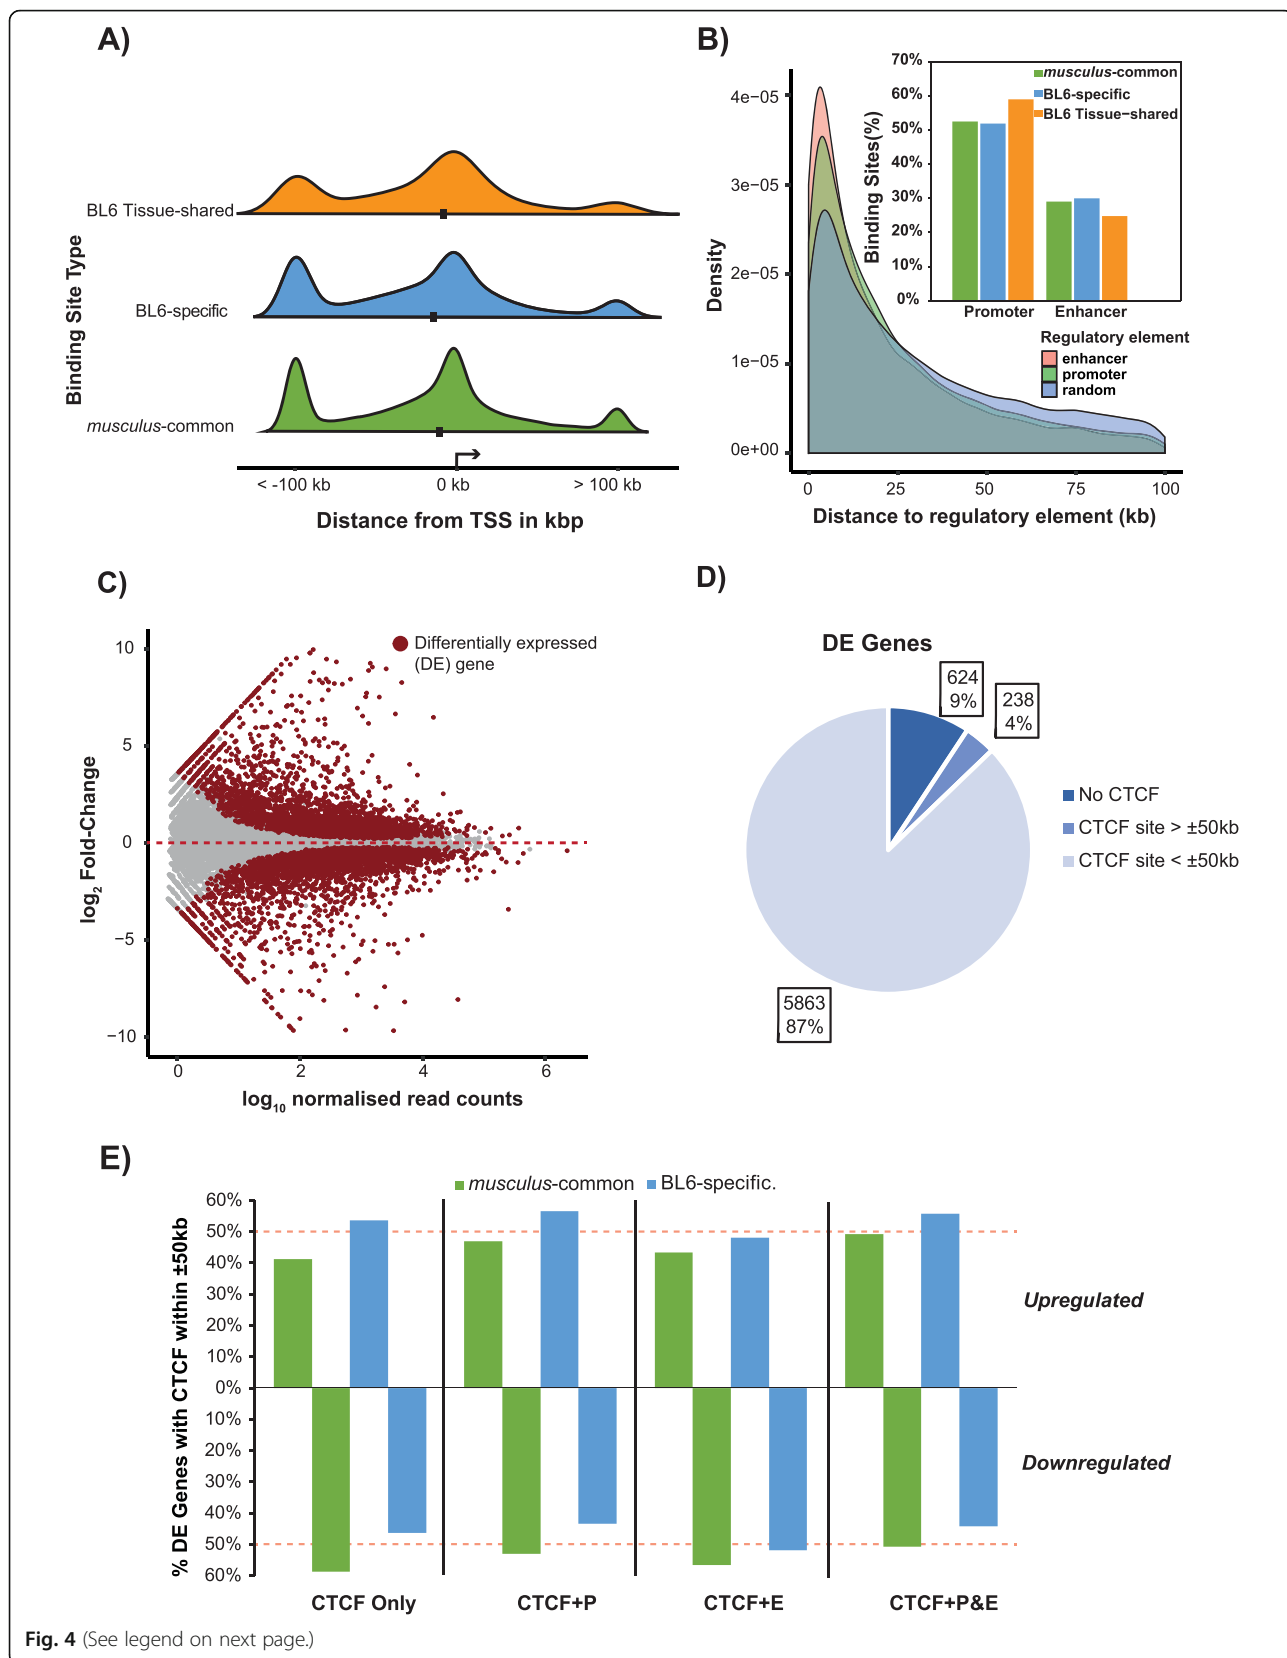 A)
Binding Site Type
BL6 Tissue-shared
BL6-specific
musculus-common
< -100 kb
0 kb
> 100 kb
Distance from TSS in kbp
B)
Density
4e−05
3e−05
2e−05
1e−05
0e+00
0
25
50
75
100
Distance to regulatory element (kb)
Binding Sites(%)
70%
60%
50%
40%
30%
20%
10%
0%
musculus-common
BL6-specific
BL6 Tissue−shared
Promoter
Enhancer
Regulatory element
enhancer
promoter
random
C)
log2 Fold-Change
10
5
0
−5
−10
Differentially expressed
(DE) gene
0
2
4
6
log10 normalised read counts
D)
DE Genes
624
9%
238
4%
5863
87%
No CTCF
CTCF site > ±50kb
CTCF site < ±50kb
E)
musculus-common
BL6-specific.
% DE Genes with CTCF within ±50kb
60%
50%
40%
30%
20%
10%
0%
10%
20%
30%
40%
50%
60%
Upregulated
Downregulated
CTCF Only
CTCF+P
CTCF+E
CTCF+P&E
Fig. 4 (See legend on next page.)